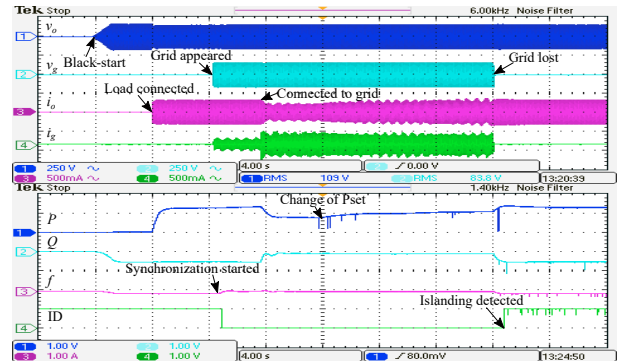 Tek Stop 6.00kHz Noise Filter
vo
1
Black-start
Grid appeared
Grid lost
vg
2
Load connected
Connected to grid
io
3
ig
4
1 250 V 2 250 V 4.00 s 2 0.00 V
3 500mA 4 500mA 1 RMS 109 V 2 RMS 83.8 V 13:20:39
Tek Stop 1.40kHz Noise Filter
Change of Pset
P
1
Q
2
Synchronization started
f
3
Islanding detected
ID
4
1 1.00 V 2 1.00 V 4.00 s 1 80.0mV
3 1.00 A 4 1.00 V 13:24:50